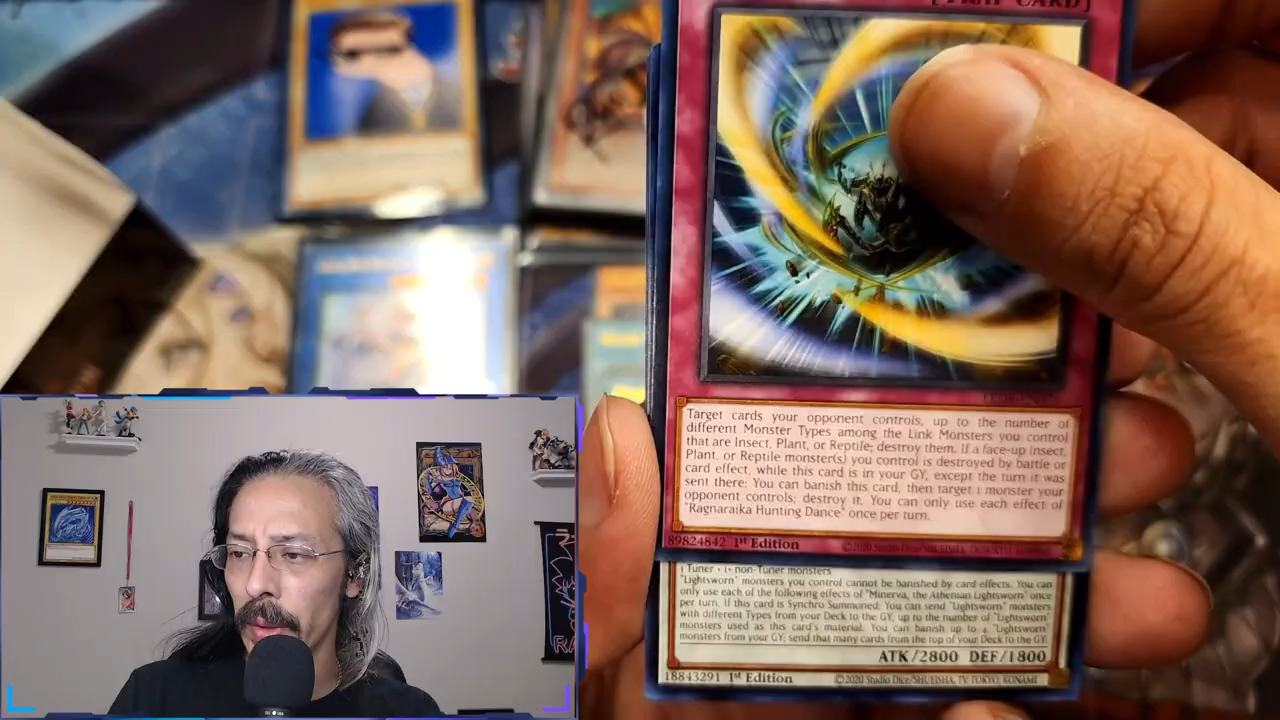 [TRAP CARD]
Target cards your opponent controls, up to the number of
different Monster Types among the Link Monsters you control
that are Insect, Plant, or Reptile; destroy them. If a face-up Insect,
Plant, or Reptile monster(s) you control is destroyed by battle or
card effect, while this card is in your GY, except the turn it was
sent there: You can banish this card, then target 1 monster your
opponent controls; destroy it. You can only use each effect of
"Ragnaraika Hunting Dance" once per turn.
89824842 1st Edition ©2020 Studio Dice/SHUEISHA, TV TOKYO, KONAMI
1 Tuner + 1+ non-Tuner monsters
"Lightsworn" monsters you control cannot be banished by card effects. You can
only use each of the following effects of "Minerva, the Athenian Lightsworn" once
per turn. If this card is Synchro Summoned: You can send "Lightsworn" monsters
with different Types from your Deck to the GY, up to the number of "Lightsworn"
monsters used as this card's material. You can banish up to 4 "Lightsworn"
monsters from your GY; send that many cards from the top of your Deck to the GY.
ATK/2800 DEF/1800
18843291 1st Edition ©2020 Studio Dice/SHUEISHA, TV TOKYO, KONAMI